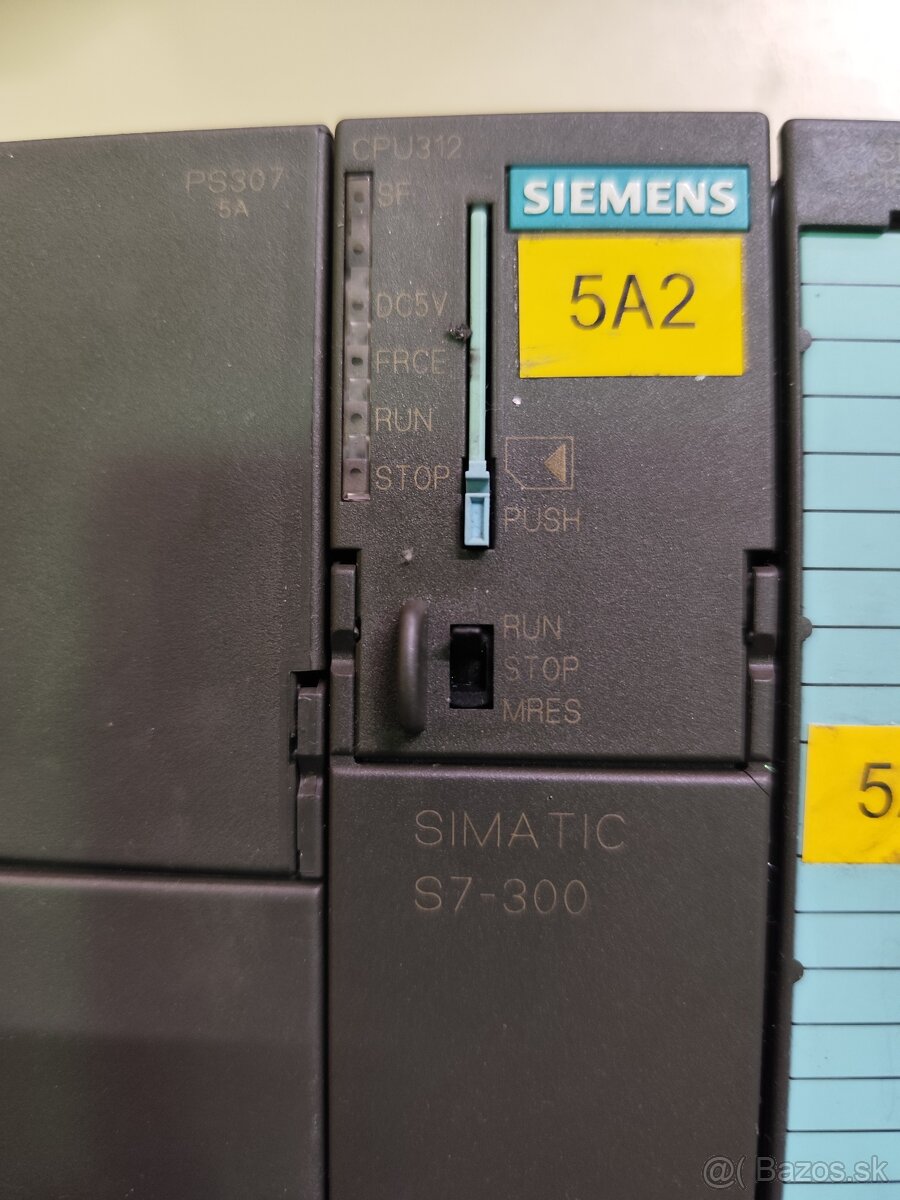 PS307
5A
CPU312
SF
DC5V
FRCE
RUN
STOP
SIEMENS
5A2
PUSH
RUN
STOP
MRES
SIMATIC
S7-300
@( Bazos.sk